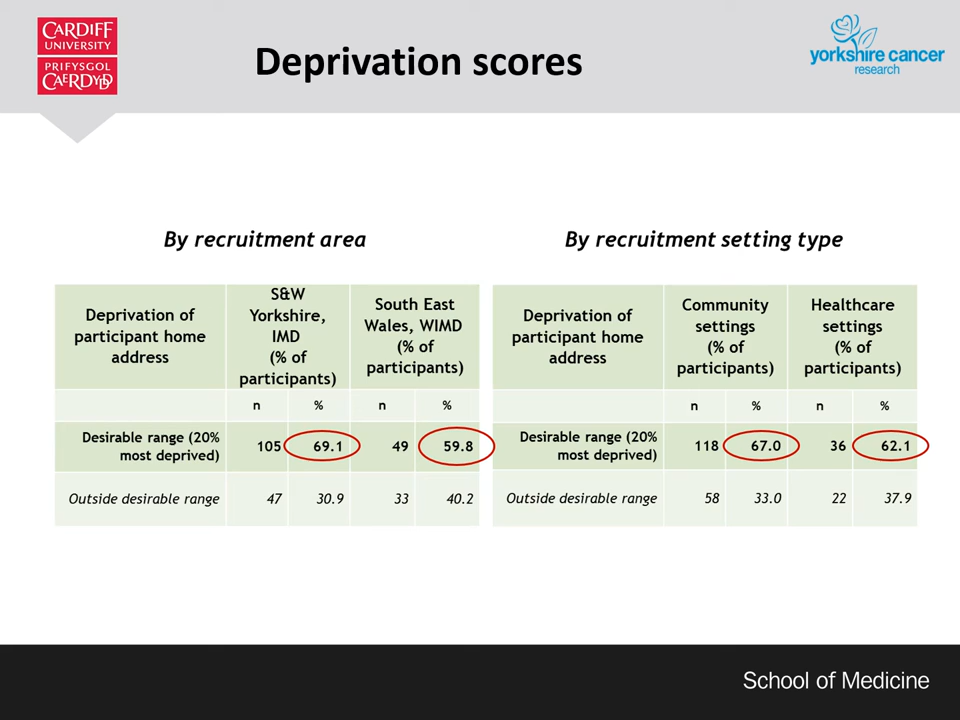 CARDIFF
UNIVERSITY
PRIFYSGOL
CAERDYDD
Deprivation scores
yorkshire cancer
research
By recruitment area
By recruitment setting type
Deprivation of
participant home
address
S&W
Yorkshire,
IMD
(% of
participants)
South East
Wales, WIMD
(% of
participants)
n % n %
Desirable range (20%
most deprived)
105 69.1 49 59.8
Outside desirable range 47 30.9 33 40.2
Deprivation of
participant home
address
Community
settings
(% of
participants)
Healthcare
settings
(% of
participants)
n % n %
Desirable range (20%
most deprived)
118 67.0 36 62.1
Outside desirable range 58 33.0 22 37.9
School of Medicine